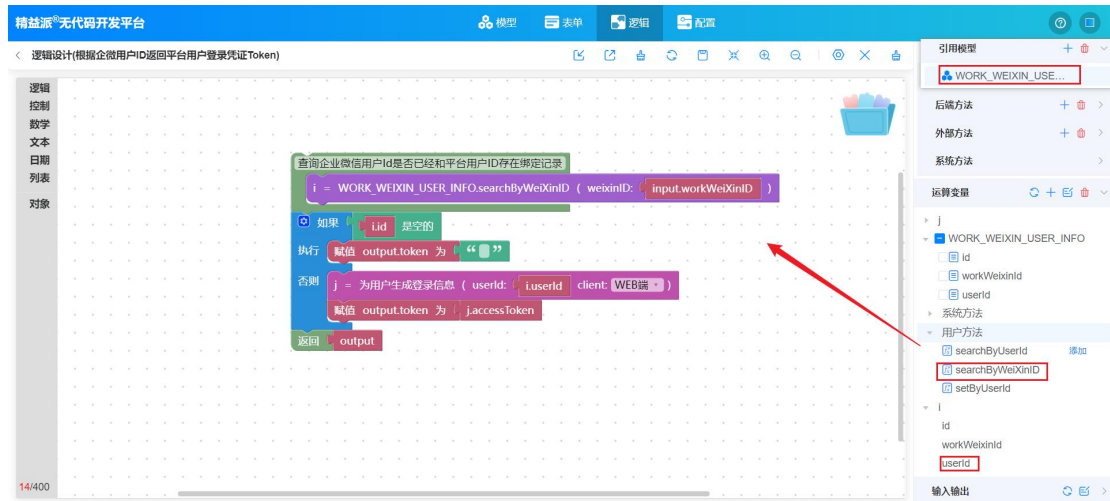 精益派®无代码开发平台
模型
表单
逻辑
配置
逻辑设计(根据企微用户ID返回平台用户登录凭证Token)
逻辑
控制
数学
文本
日期
列表
对象
查询企业微信用户Id是否已经和平台用户ID存在绑定记录
i = WORK_WEIXIN_USER_INFO.searchByWeiXinID ( weixinID: input.workWeiXinID )
如果 i.id 是空的
执行 赋值 output.token 为 “ ”
否则 j = 为用户生成登录信息 ( userId: i.userId client: WEB端 )
赋值 output.token 为 j.accessToken
返回 output
14/400
引用模型
WORK_WEIXIN_USE...
后端方法
外部方法
系统方法
运算变量
j
WORK_WEIXIN_USER_INFO
id
workWeixinId
userId
系统方法
用户方法
searchByUserId 添加
searchByWeiXinID
setByUserId
i
id
workWeixinId
userId
输入输出